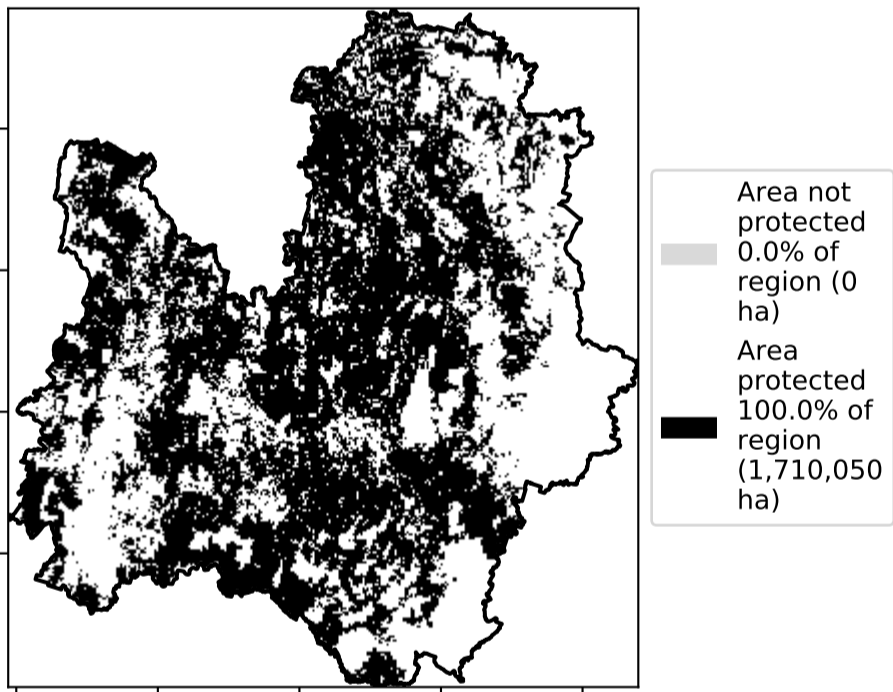 Area not
protected
0.0% of
region (0
ha)
Area
protected
100.0% of
region
(1,710,050
ha)